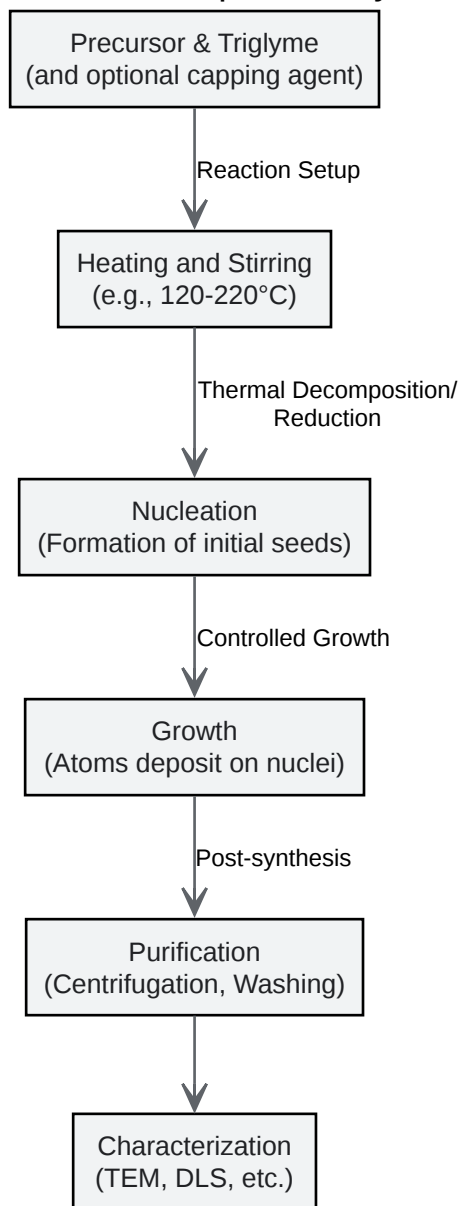 Precursor & Triglyme
(and optional capping agent)
Reaction Setup
Heating and Stirring
(e.g., 120-220°C)
Thermal Decomposition/
Reduction
Nucleation
(Formation of initial seeds)
Controlled Growth
Growth
(Atoms deposit on nuclei)
Post-synthesis
Purification
(Centrifugation, Washing)
Characterization
(TEM, DLS, etc.)